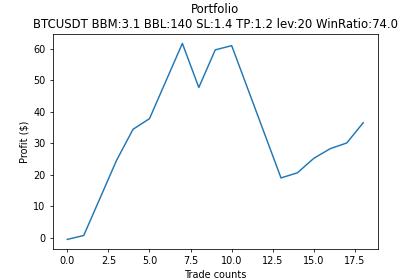 Portfolio
BTCUSDT BBM:3.1 BBL:140 SL:1.4 TP:1.2 lev:20 WinRatio:74.0
60
50
40
30
20
10
0
Profit ($)
0.0 2.5 5.0 7.5 10.0 12.5 15.0 17.5
Trade counts